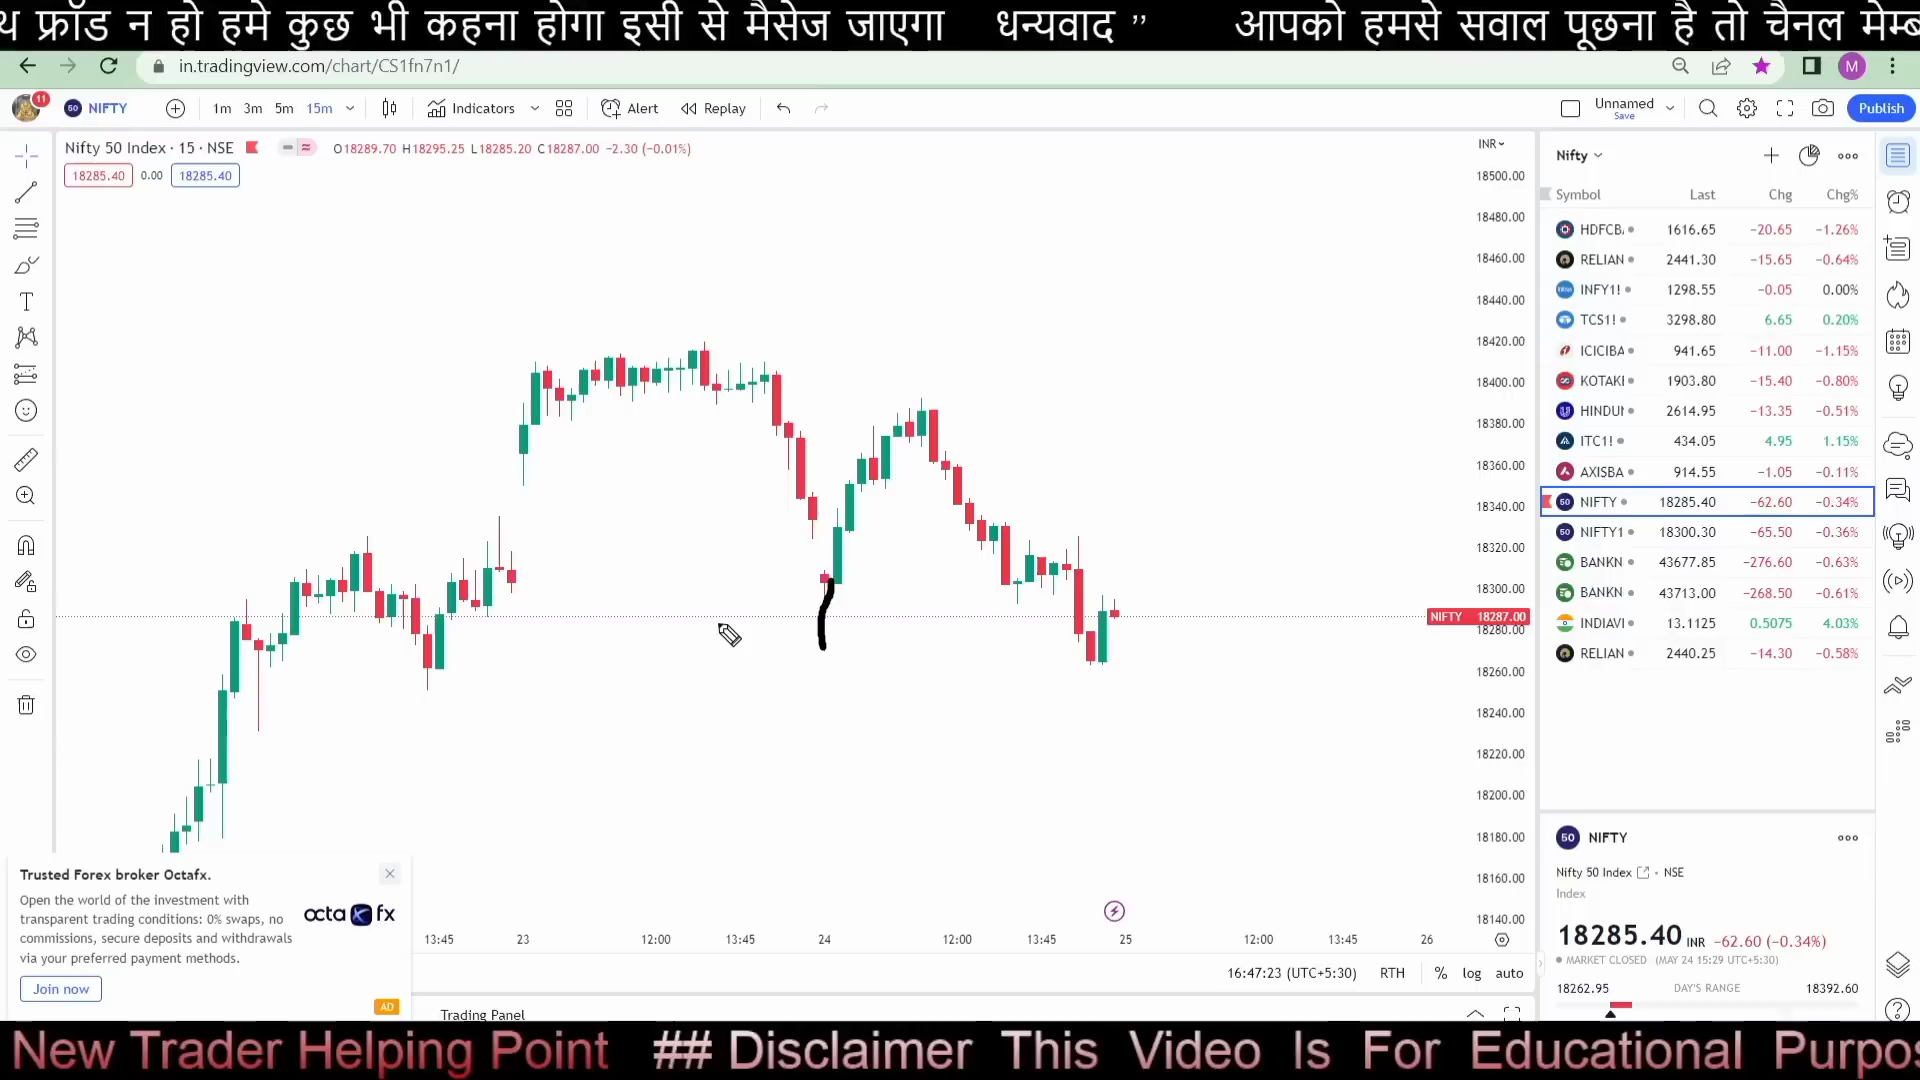 थ फ्रॉड न हो हमे कुछ भी कहना होगा इसी से मैसेज जाएगा धन्यवाद ” आपको हमसे सवाल पूछना है तो चैनल मेम्ब
in.tradingview.com/chart/CS1fn7n1/
M
11 50 NIFTY 1m 3m 5m 15m Indicators Alert Replay Unnamed Save Publish
Nifty 50 Index · 15 · NSE O18289.70 H18295.25 L18285.20 C18287.00 −2.30 (−0.01%)
18285.40 0.00 18285.40
INR
18500.00
18480.00
18460.00
18440.00
18420.00
18400.00
18380.00
18360.00
18340.00
18320.00
18300.00
NIFTY 18287.00
18280.00
18260.00
18240.00
18220.00
18200.00
18180.00
18160.00
18140.00
Nifty
Symbol Last Chg Chg%
HDFCB 1616.65 −20.65 −1.26%
RELIAN 2441.30 −15.65 −0.64%
INFY1! 1298.55 −0.05 0.00%
TCS1! 3298.80 6.65 0.20%
ICICIBA 941.65 −11.00 −1.15%
KOTAKI 1903.80 −15.40 −0.80%
HINDU 2614.95 −13.35 −0.51%
ITC1! 434.05 4.95 1.15%
AXISBA 914.55 −1.05 −0.11%
50 NIFTY 18285.40 −62.60 −0.34%
50 NIFTY1 18300.30 −65.50 −0.36%
BANKN 43677.85 −276.60 −0.63%
BANKN 43713.00 −268.50 −0.61%
INDIAVI 13.1125 0.5075 4.03%
RELIAN 2440.25 −14.30 −0.58%
50 NIFTY
Nifty 50 Index · NSE
Index
18285.40 INR −62.60 (−0.34%)
MARKET CLOSED (MAY 24 15:29 UTC+5:30)
18262.95 DAY'S RANGE 18392.60
Trusted Forex broker Octafx.
Open the world of the investment with
transparent trading conditions: 0% swaps, no
commissions, secure deposits and withdrawals
via your preferred payment methods.
octa fx
Join now
AD
13:45 23 12:00 13:45 24 12:00 13:45 25 12:00 13:45 26
16:47:23 (UTC+5:30) RTH % log auto
Trading Panel
New Trader Helping Point ## Disclaimer This Video Is For Educational Purpos